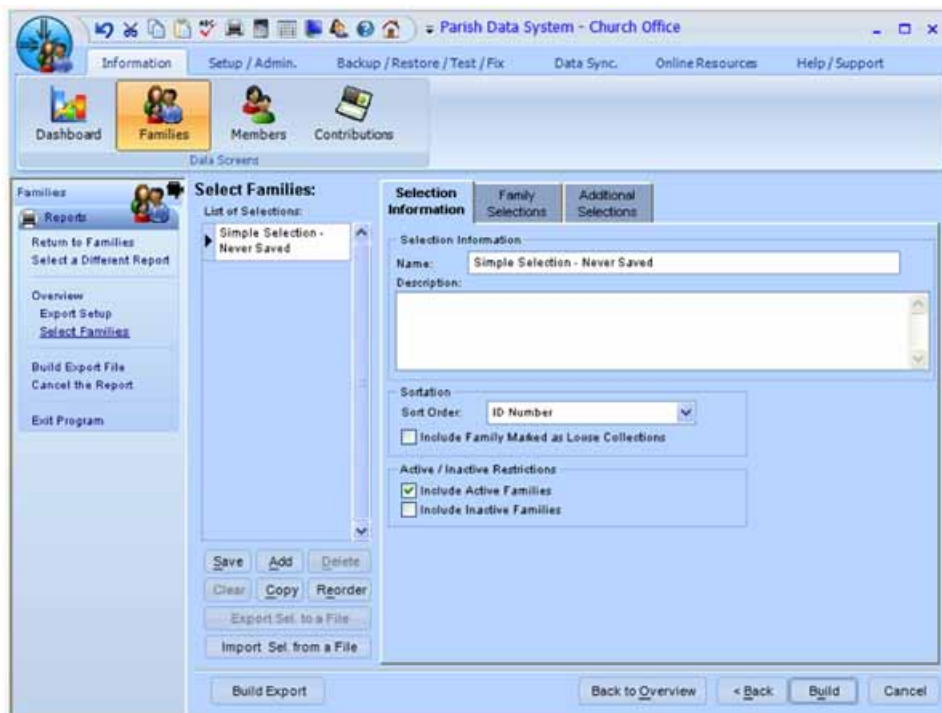 Parish Data System - Church Office
Information Setup / Admin. Backup / Restore / Test / Fix Data Sync. Online Resources Help / Support
Dashboard Families Members Contributions
Data Screens
Families
Reports
Return to Families
Select a Different Report
Overview
Export Setup
Select Families
Build Export File
Cancel the Report
Exit Program
Select Families:
List of Selections:
Simple Selection -
Never Saved
Save Add Delete
Clear Copy Reorder
Export Sel. to a File
Import Sel. from a File
Selection
Information
Family
Selections
Additional
Selections
Selection Information
Name: Simple Selection - Never Saved
Description:
Sortation
Sort Order: ID Number
Include Family Marked as Loose Collections
Active / Inactive Restrictions
Include Active Families
Include Inactive Families
Build Export Back to Overview < Back Build Cancel